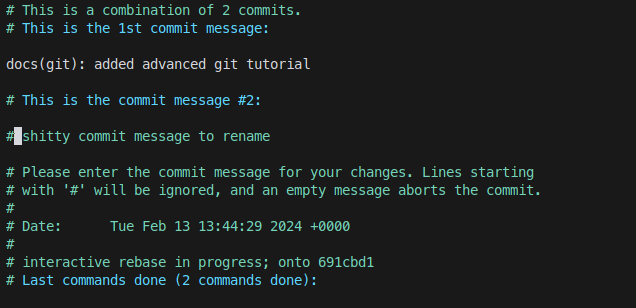 # This is a combination of 2 commits.
# This is the 1st commit message:
docs(git): added advanced git tutorial
# This is the commit message #2:
# shitty commit message to rename
# Please enter the commit message for your changes. Lines starting
# with '#' will be ignored, and an empty message aborts the commit.
#
# Date:      Tue Feb 13 13:44:29 2024 +0000
#
# interactive rebase in progress; onto 691cbd1
# Last commands done (2 commands done):